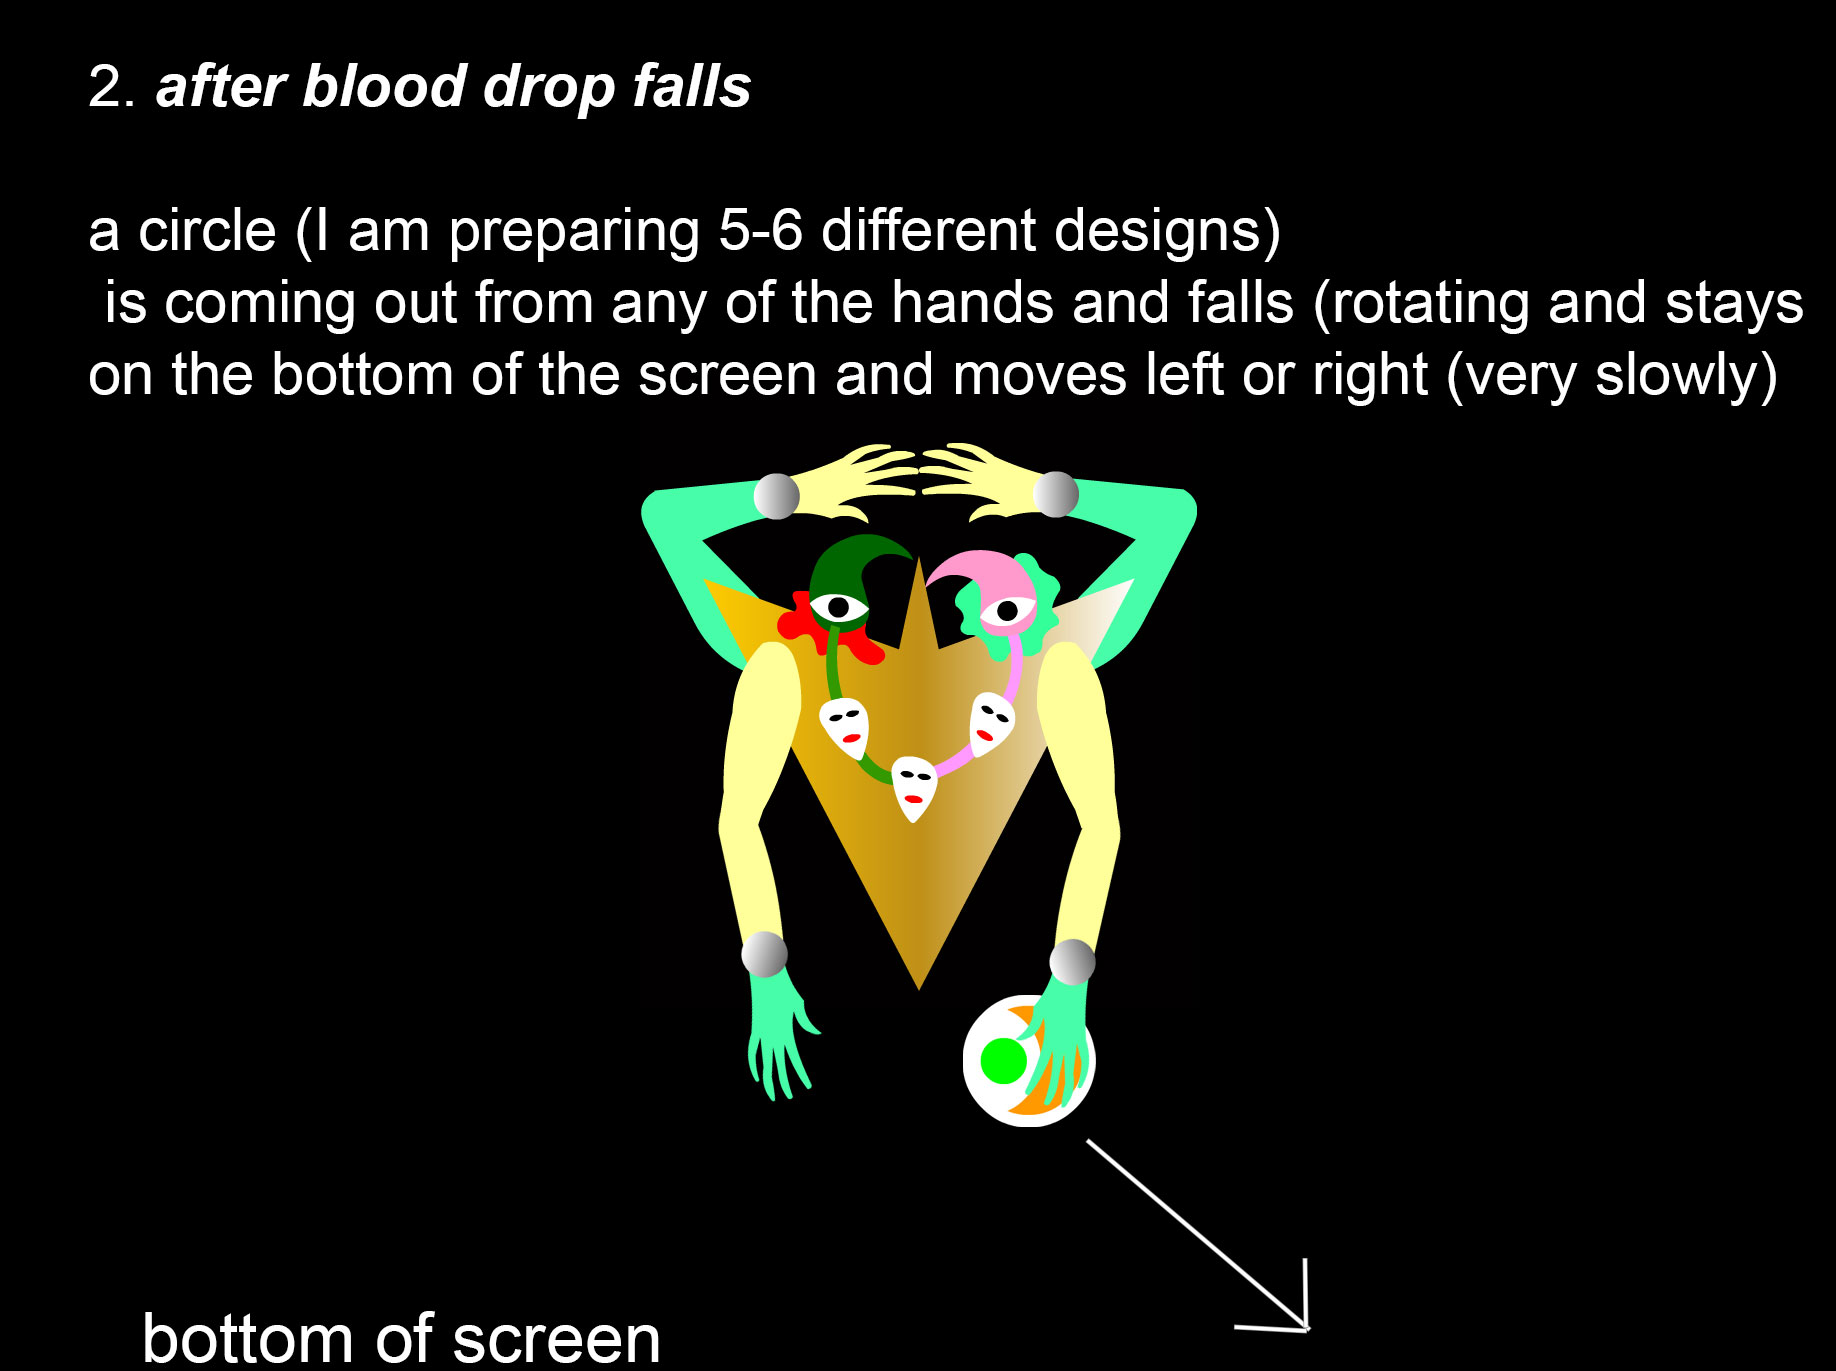 2. after blood drop falls
a circle (I am preparing 5-6 different designs)
is coming out from any of the hands and falls (rotating and stays
on the bottom of the screen and moves left or right (very slowly)
bottom of screen